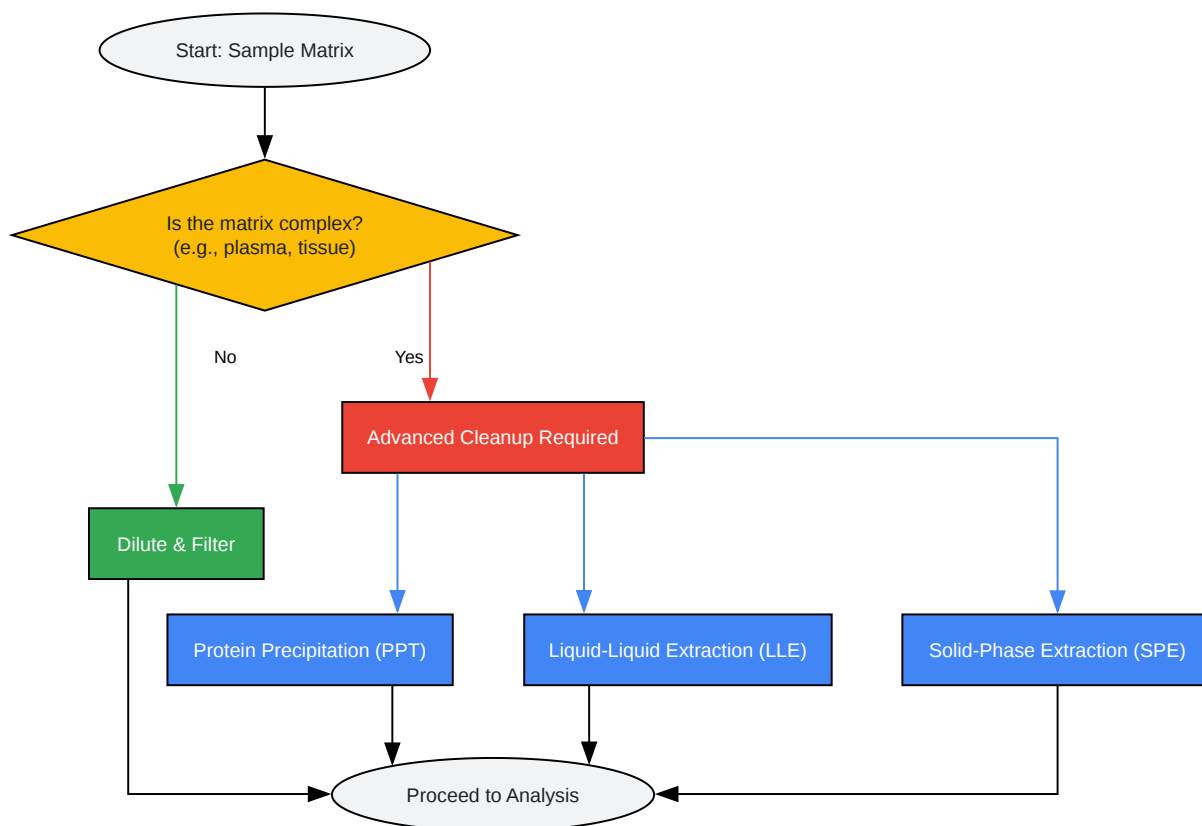 Start: Sample Matrix
Is the matrix complex?
(e.g., plasma, tissue)
No
Yes
Advanced Cleanup Required
Dilute & Filter
Protein Precipitation (PPT)
Liquid-Liquid Extraction (LLE)
Solid-Phase Extraction (SPE)
Proceed to Analysis